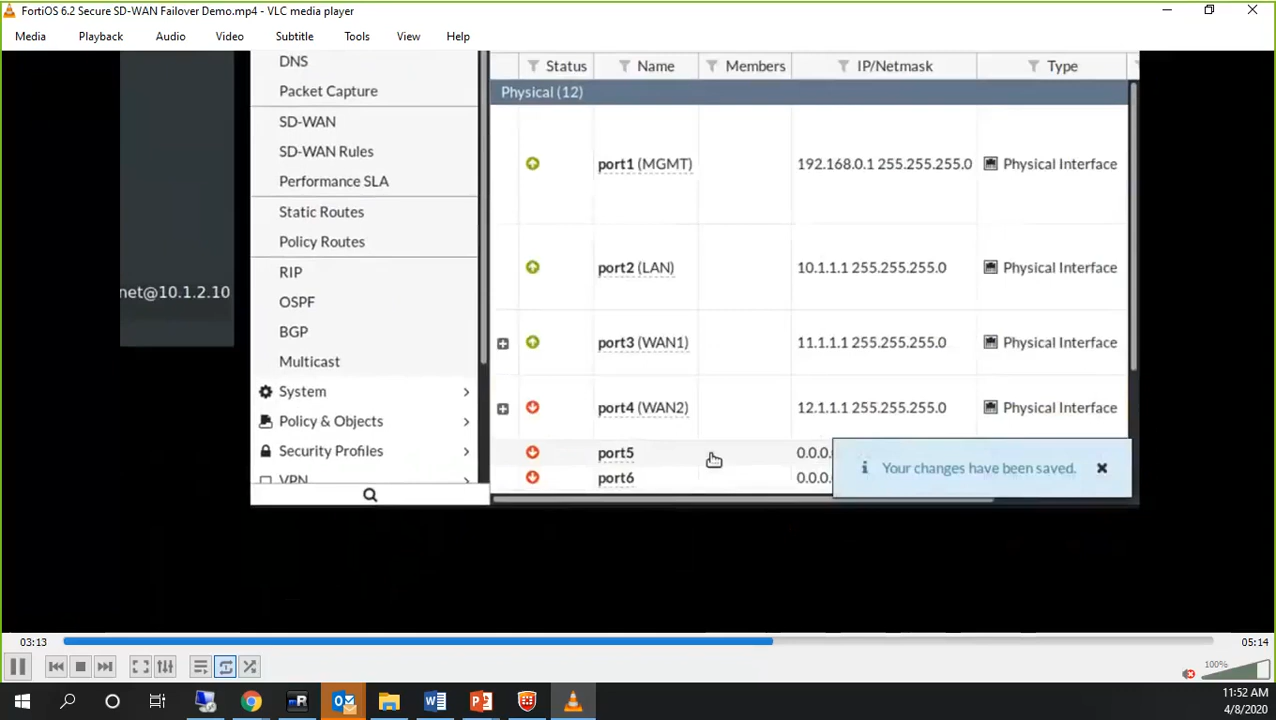 FortiOS 6.2 Secure SD-WAN Failover Demo.mp4 - VLC media player
Media Playback Audio Video Subtitle Tools View Help
DNS
Packet Capture
SD-WAN
SD-WAN Rules
Performance SLA
Static Routes
Policy Routes
RIP
OSPF
BGP
Multicast
System
Policy & Objects
Security Profiles
VPN
net@10.1.2.10
Status Name Members IP/Netmask Type
Physical (12)
port1 (MGMT) 192.168.0.1 255.255.255.0 Physical Interface
port2 (LAN) 10.1.1.1 255.255.255.0 Physical Interface
port3 (WAN1) 11.1.1.1 255.255.255.0 Physical Interface
port4 (WAN2) 12.1.1.1 255.255.255.0 Physical Interface
port5 0.0.0.
port6 0.0.0.
Your changes have been saved.
03:13 05:14
100%
11:52 AM
4/8/2020